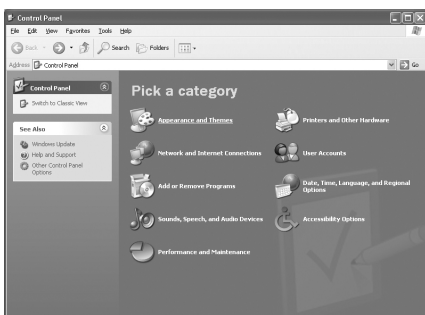 Control Panel
File Edit View Favorites Tools Help
Back Search Folders
Address Control Panel Go
Control Panel
Switch to Classic View
See Also
Windows Update
Help and Support
Other Control Panel
Options
Pick a category
Appearance and Themes
Printers and Other Hardware
Network and Internet Connections
User Accounts
Add or Remove Programs
Date, Time, Language, and Regional
Options
Sounds, Speech, and Audio Devices
Accessibility Options
Performance and Maintenance